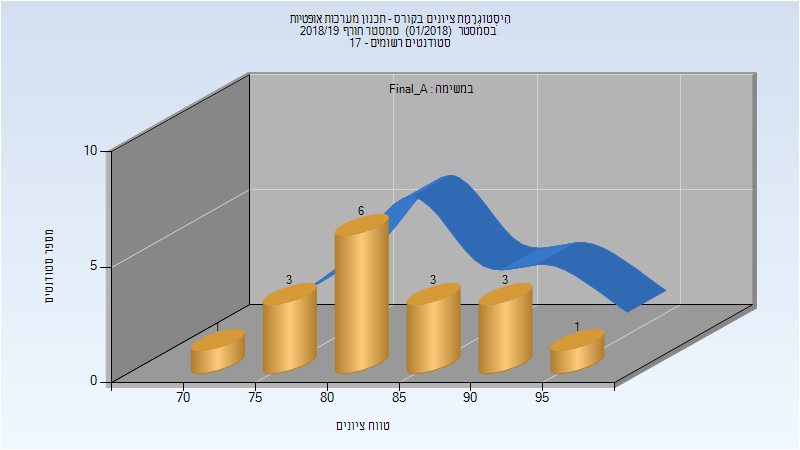 היסטוגרמת ציונים בקורס - תכנון מערכות אופטיות
בסמסטר (01/2018) סמסטר חורף 2018/19
סטודנטים רשומים - 17
במשימה : Final_A
10
5
0
מספר סטודנטים
1
3
6
3
3
1
70
75
80
85
90
95
טווח ציונים